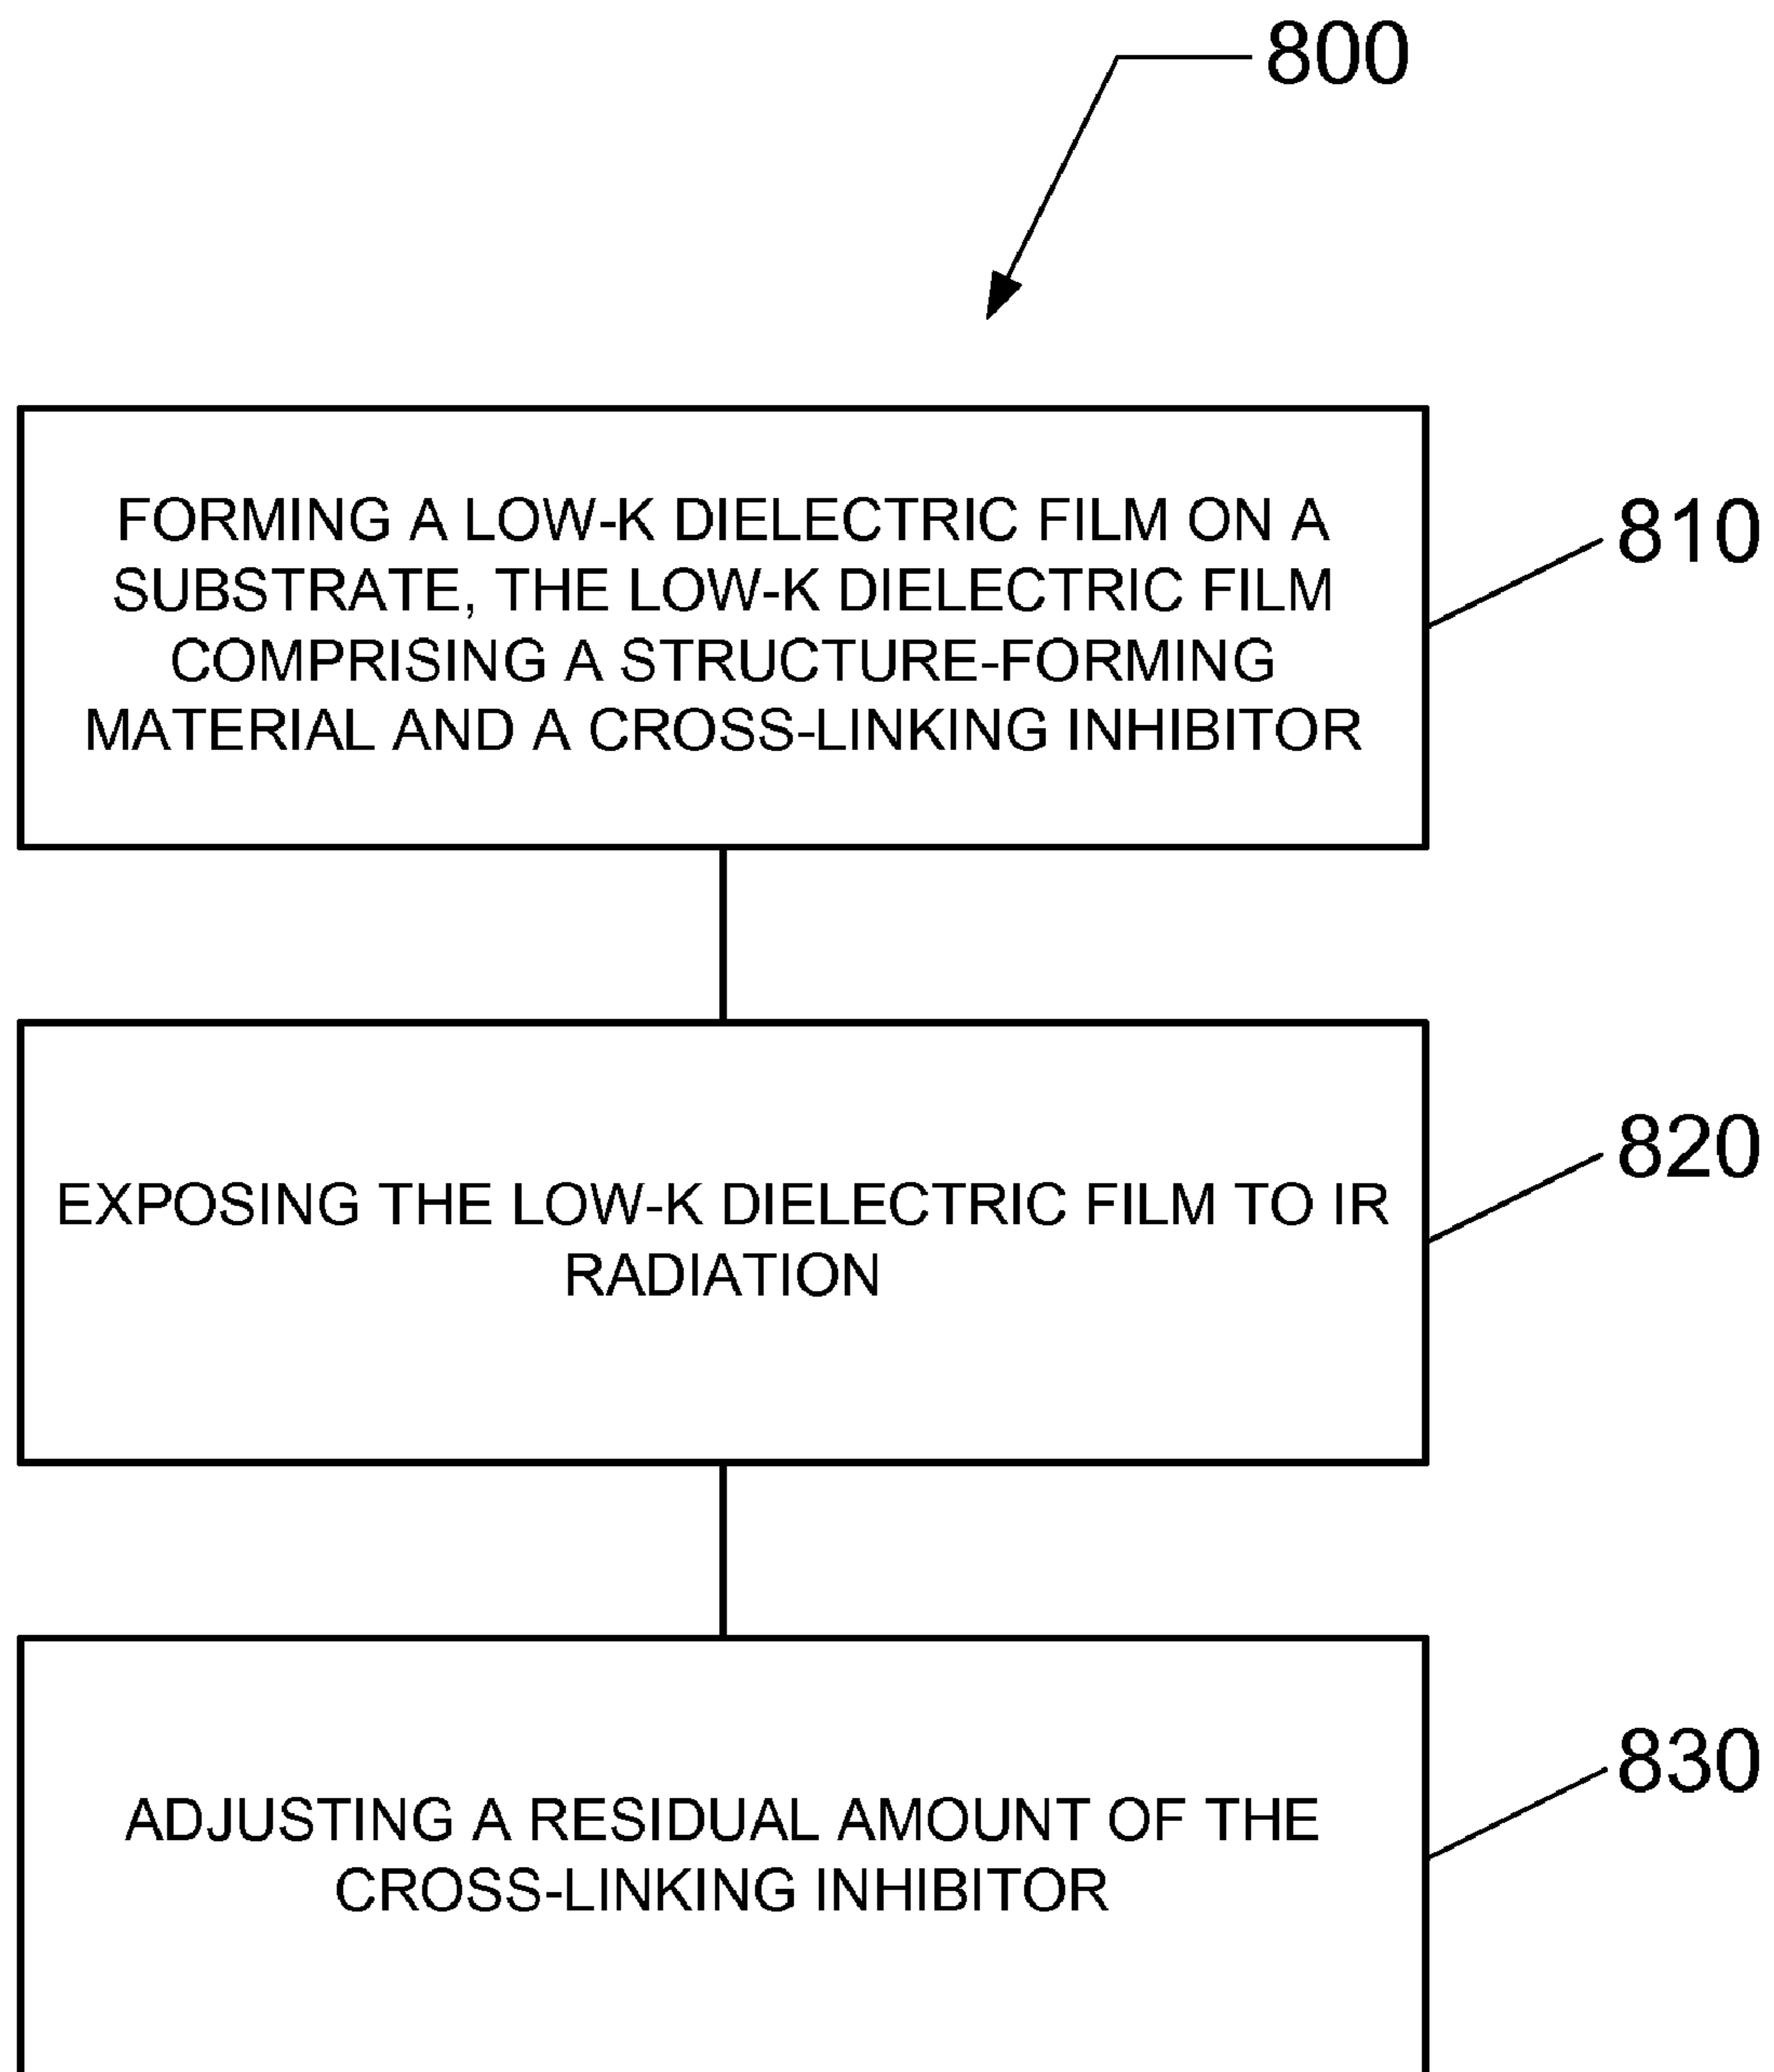 800
FORMING A LOW-K DIELECTRIC FILM ON A
SUBSTRATE, THE LOW-K DIELECTRIC FILM
COMPRISING A STRUCTURE-FORMING
MATERIAL AND A CROSS-LINKING INHIBITOR
810
EXPOSING THE LOW-K DIELECTRIC FILM TO IR
RADIATION
820
ADJUSTING A RESIDUAL AMOUNT OF THE
CROSS-LINKING INHIBITOR
830